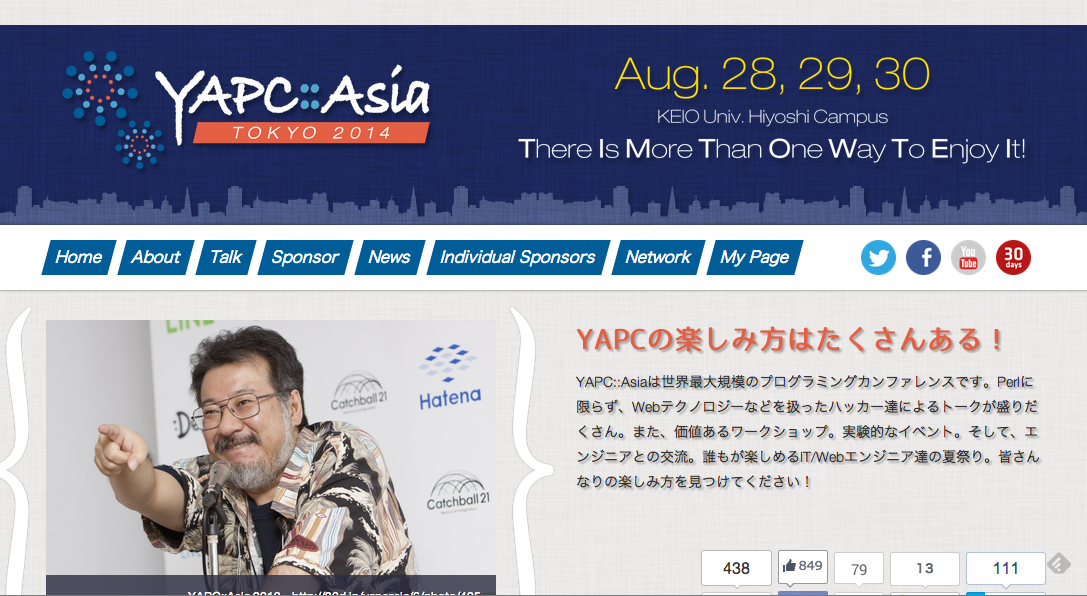 YAPC::Asia
TOKYO 2014
Aug. 28, 29, 30
KEIO Univ. Hiyoshi Campus
There Is More Than One Way To Enjoy It!
Home About Talk Sponsor News Individual Sponsors Network My Page
You
Tube
30
days
LINE
Catchball 21
Hatena
Catchball 21
YAPCの楽しみ方はたくさんある！
YAPC::Asiaは世界最大規模のプログラミングカンファレンスです。Perlに
限らず、Webテクノロジーなどを扱ったハッカー達によるトークが盛りだ
くさん。また、価値あるワークショップ。実験的なイベント。そして、エ
ンジニアとの交流。誰もが楽しめるIT/Webエンジニア達の夏祭り。皆さん
なりの楽しみ方を見つけてください！
438 849 79 13 111